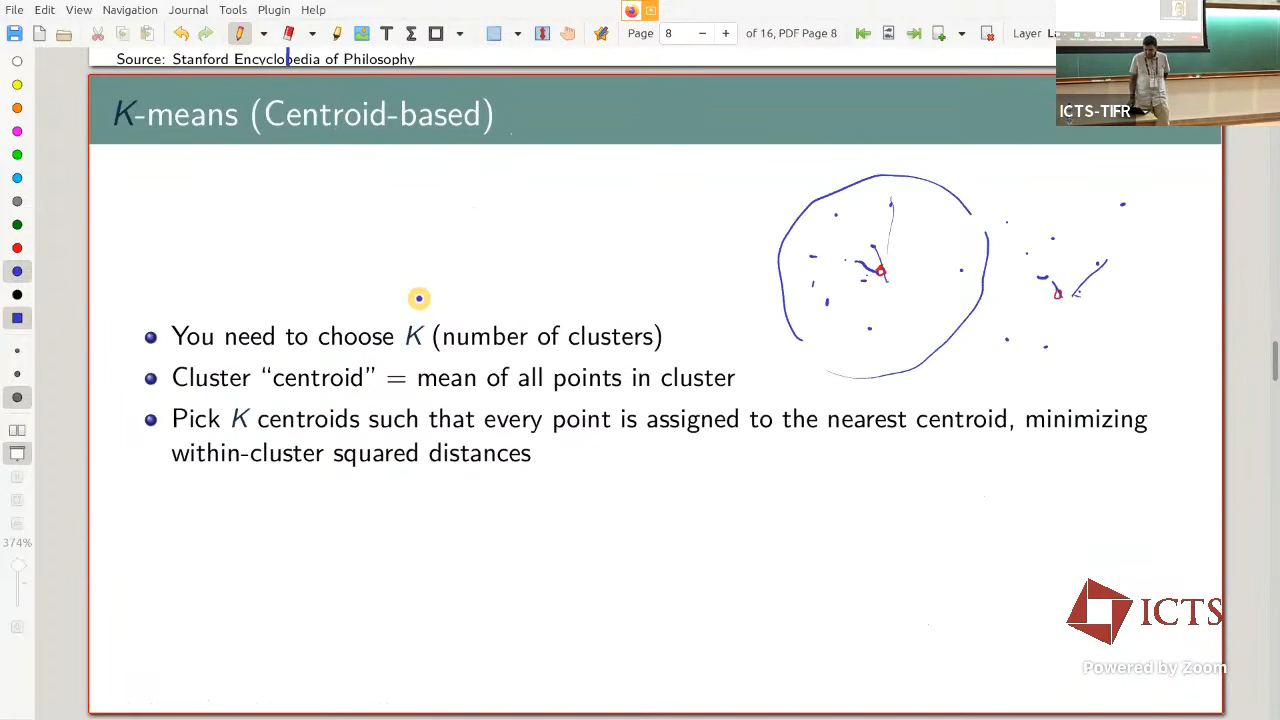 File Edit View Navigation Journal Tools Plugin Help
Page 8 of 16, PDF Page 8 Layer
Source: Stanford Encyclopedia of Philosophy
K-means (Centroid-based)
ICTS-TIFR
You need to choose K (number of clusters)
Cluster “centroid” = mean of all points in cluster
Pick K centroids such that every point is assigned to the nearest centroid, minimizing
within-cluster squared distances
374%
ICTS
Powered by Zoom